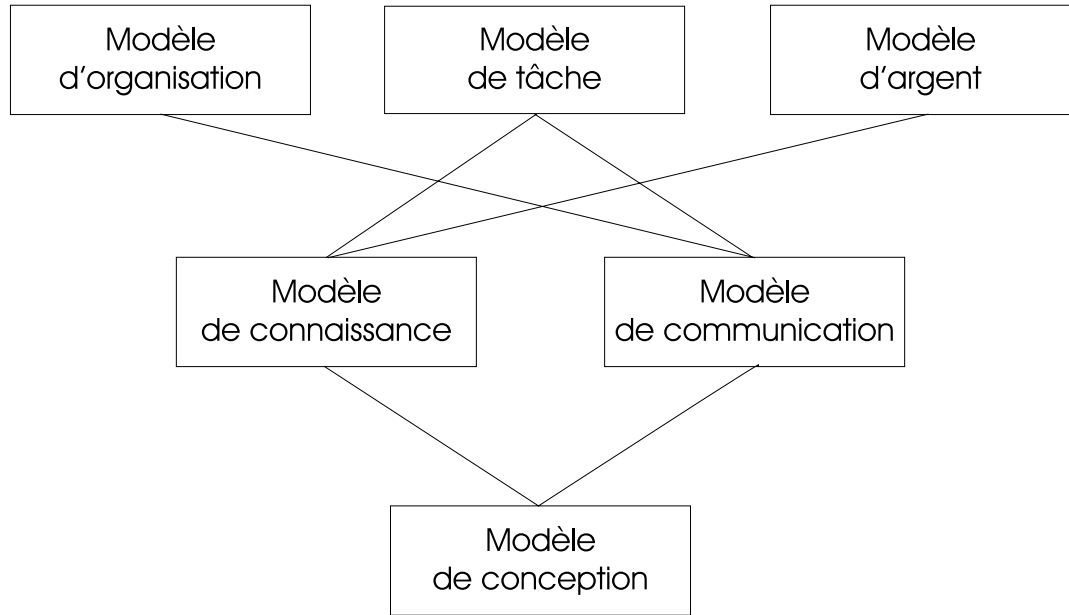 Modèle
d'organisation
Modèle
de tâche
Modèle
d'argent
Modèle
de connaissance
Modèle
de communication
Modèle
de conception